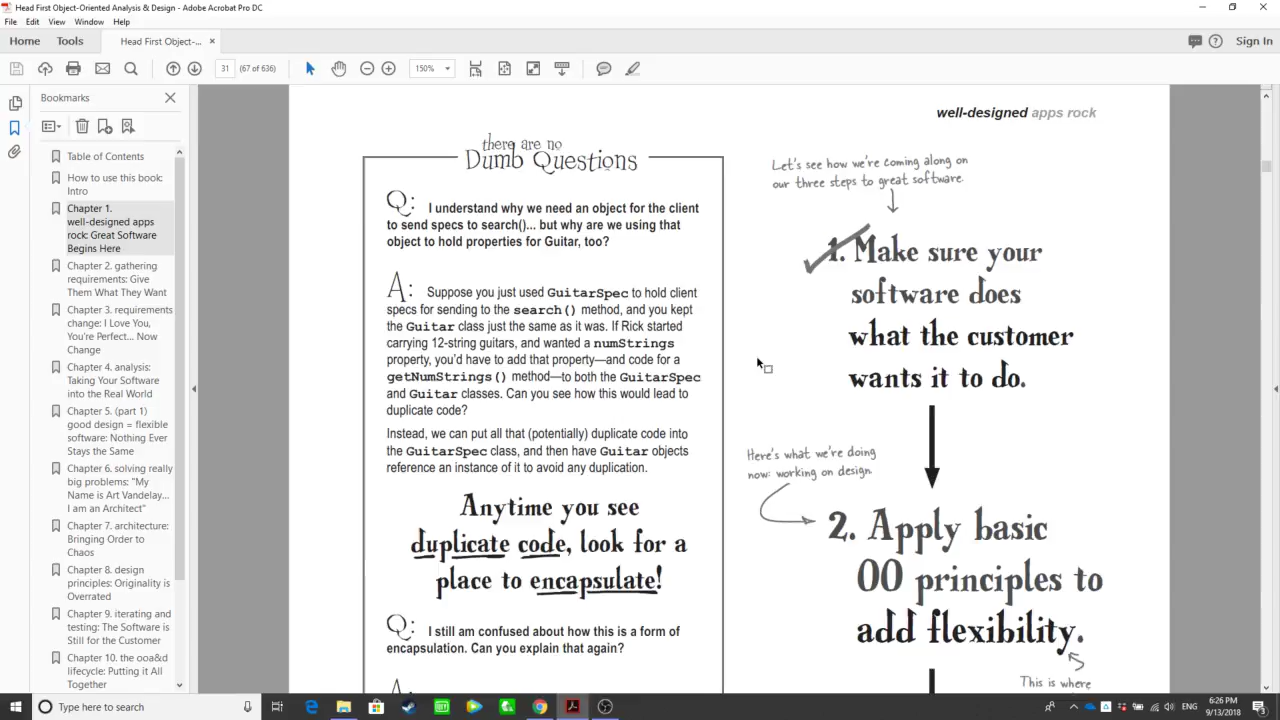 Head First Object-Oriented Analysis & Design - Adobe Acrobat Pro DC
File Edit View Window Help
Home Tools Head First Object-... × Sign In
31 (67 of 636) 150%
Bookmarks
Table of Contents
How to use this book:
Intro
Chapter 1.
well-designed apps
rock: Great Software
Begins Here
Chapter 2. gathering
requirements: Give
Them What They Want
Chapter 3. requirements
change: I Love You,
You're Perfect... Now
Change
Chapter 4. analysis:
Taking Your Software
into the Real World
Chapter 5. (part 1)
good design = flexible
software: Nothing Ever
Stays the Same
Chapter 6. solving really
big problems: "My
Name is Art Vandelay...
I am an Architect"
Chapter 7. architecture:
Bringing Order to
Chaos
Chapter 8. design
principles: Originality is
Overrated
Chapter 9. iterating and
testing: The Software is
Still for the Customer
Chapter 10. the ooa&d
lifecycle: Putting it All
Together
well-designed apps rock
there are no
Dumb Questions
Q: I understand why we need an object for the client
to send specs to search()... but why are we using that
object to hold properties for Guitar, too?
A: Suppose you just used GuitarSpec to hold client
specs for sending to the search() method, and you kept
the Guitar class just the same as it was. If Rick started
carrying 12-string guitars, and wanted a numStrings
property, you'd have to add that property—and code for a
getNumStrings() method—to both the GuitarSpec
and Guitar classes. Can you see how this would lead to
duplicate code?
Instead, we can put all that (potentially) duplicate code into
the GuitarSpec class, and then have Guitar objects
reference an instance of it to avoid any duplication.
Anytime you see
duplicate code, look for a
place to encapsulate!
Q: I still am confused about how this is a form of
encapsulation. Can you explain that again?
Let's see how we're coming along on
our three steps to great software.
1. Make sure your
software does
what the customer
wants it to do.
Here's what we're doing
now: working on design.
2. Apply basic
OO principles to
add flexibility.
This is where
Type here to search
6:26 PM
9/13/2018